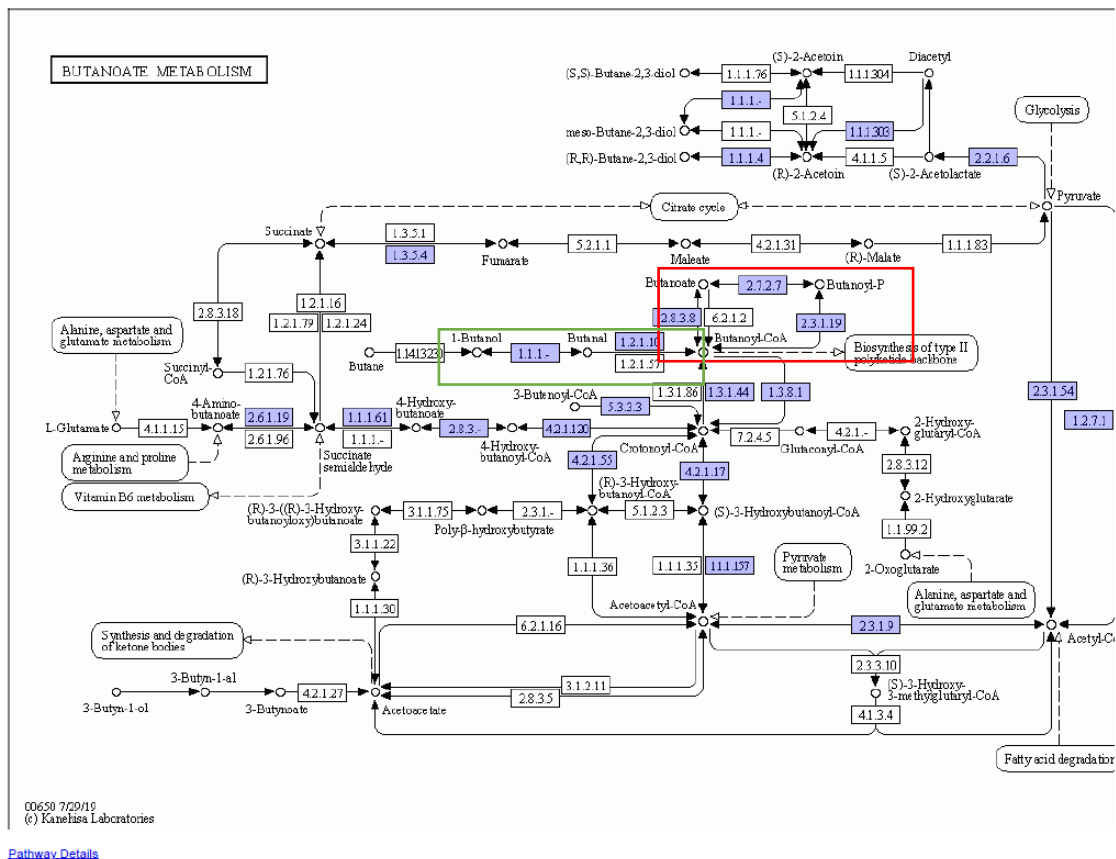 BUTANOATE METABOLISM
(S,S)-Butane-2,3-diol
1.1.1.76
(S)-2-Acetoin
1.1.1.304
Diacetyl
1.1.1.-
5.1.2.4
Glycolysis
meso-Butane-2,3-diol
1.1.1.-
1.1.1.303
(R,R)-Butane-2,3-diol
1.1.1.4
(R)-2-Acetoin
4.1.1.5
(S)-2-Acetolactate
2.2.1.6
Pyruvate
Citrate cycle
Succinate
1.3.5.1
1.3.5.4
Fumarate
5.2.1.1
Maleate
4.2.1.31
(R)-Malate
1.1.1.83
Butanoate
2.7.2.7
Butanoyl-P
2.8.3.18
1.2.1.16
1.2.1.79
1.2.1.24
2.8.3.8
6.2.1.2
2.3.1.19
Alanine, aspartate and
glutamate metabolism
1-Butanol
Butanal
1.2.1.10
Butanoyl-CoA
Butane
1.14.13.230
1.1.1.-
1.2.1.57
Biosynthesis of type II
polyketide backbone
Succinyl-
CoA
1.2.1.76
3-Butenoyl-CoA
5.3.3.3
1.3.1.86
1.3.1.44
1.3.8.1
2.3.1.54
1.2.7.1
L-Glutamate
4.1.1.15
4-Amino-
butanoate
2.6.1.19
2.6.1.96
1.1.1.61
1.1.1.-
Succinate
semialdehyde
4-Hydroxy-
butanoate
2.8.3.-
4-Hydroxy-
butanoyl-CoA
4.2.1.120
Crotonoyl-CoA
7.2.4.5
Glutaconyl-CoA
4.2.1.-
2-Hydroxy-
glutaryl-CoA
Arginine and proline
metabolism
4.2.1.55
4.2.1.17
2.8.3.12
Vitamin B6 metabolism
(R)-3-((R)-3-Hydroxy-
butanoyloxy)butanoate
3.1.1.75
Poly-β-hydroxybutyrate
2.3.1.-
(R)-3-Hydroxy-
butanoyl-CoA
5.1.2.3
(S)-3-Hydroxybutanoyl-CoA
2-Hydroxyglutarate
3.1.1.22
1.1.99.2
(R)-3-Hydroxybutanoate
1.1.1.36
1.1.1.35
1.1.1.157
Pyruvate
metabolism
2-Oxoglutarate
1.1.1.30
Acetoacetyl-CoA
Alanine, aspartate and
glutamate metabolism
Synthesis and degradation
of ketone bodies
6.2.1.16
2.3.1.9
Acetyl-C
2.3.3.10
3-Butyn-1-ol
3-Butyn-1-al
3-Butynoate
4.2.1.27
Acetoacetate
3.1.2.11
2.8.3.5
(S)-3-Hydroxy-
3-methylglutaryl-CoA
4.1.3.4
Fatty acid degradation
00650 7/29/19
(c) Kanehisa Laboratories
Pathway Details